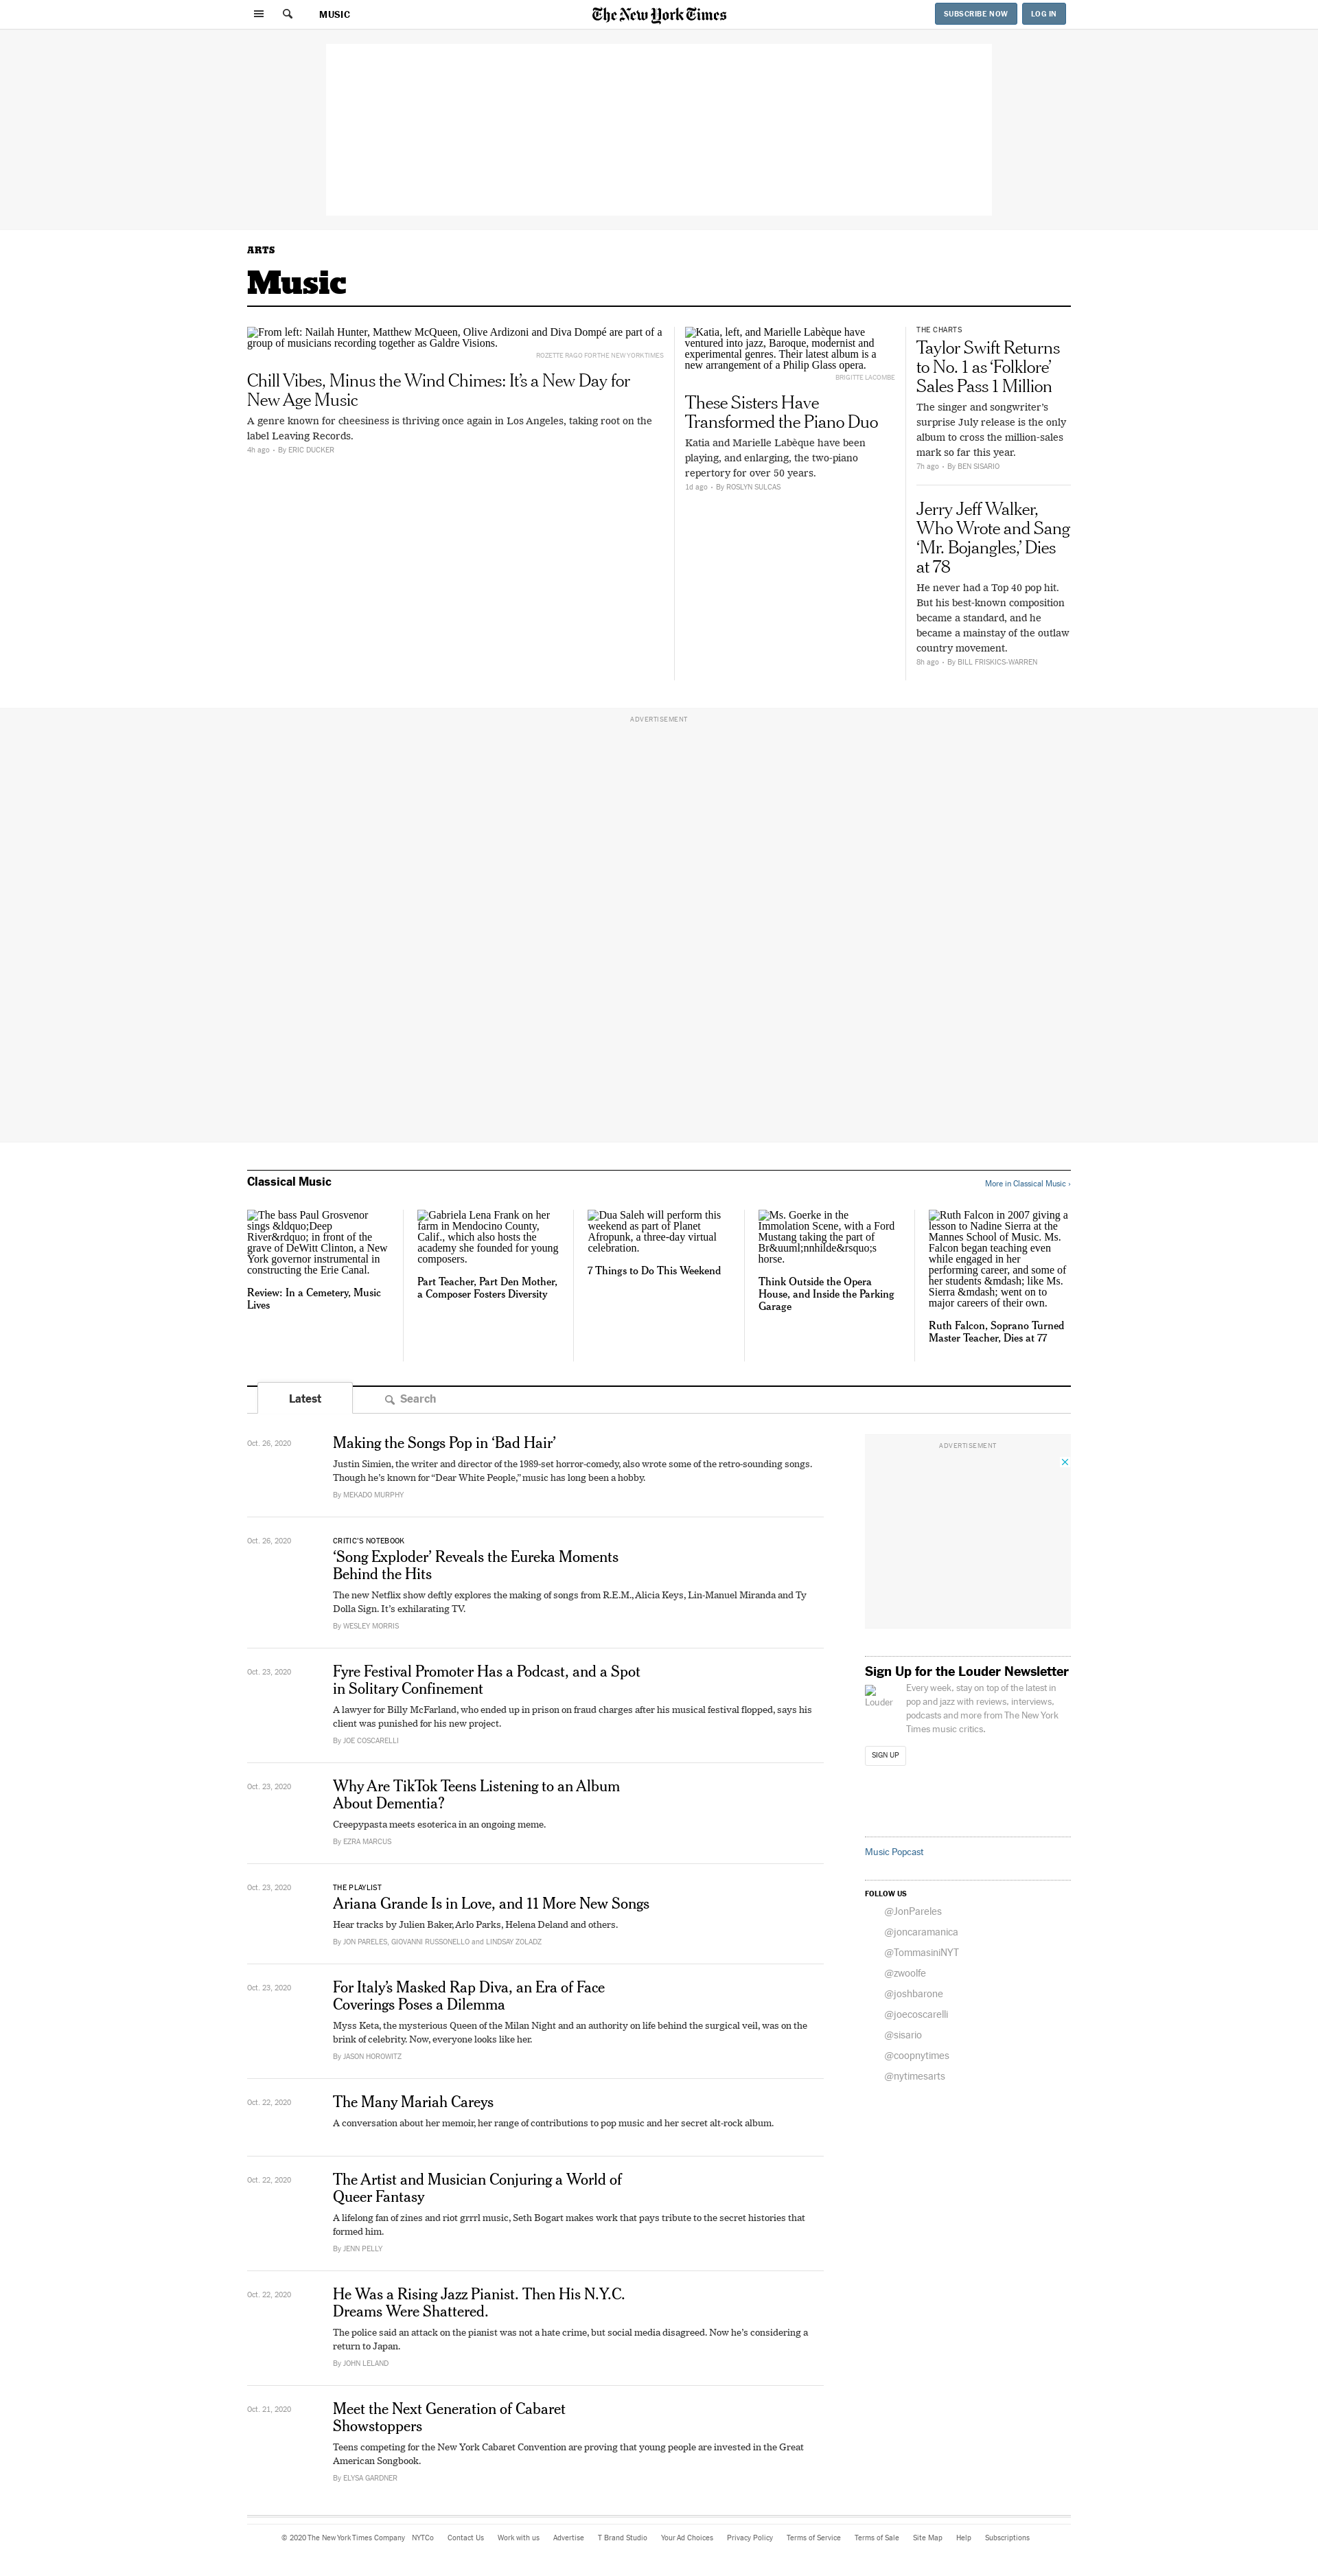 MUSIC
The New York Times
SUBSCRIBE NOW
LOG IN
ARTS
Music
From left: Nailah Hunter, Matthew McQueen, Olive Ardizoni and Diva Dompé are part of a
group of musicians recording together as Galdre Visions.
ROZETTE RAGO FOR THE NEW YORK TIMES
Chill Vibes, Minus the Wind Chimes: It’s a New Day for
New Age Music
A genre known for cheesiness is thriving once again in Los Angeles, taking root on the
label Leaving Records.
4h ago • By ERIC DUCKER
Katia, left, and Marielle Labèque have
ventured into jazz, Baroque, modernist and
experimental genres. Their latest album is a
new arrangement of a Philip Glass opera.
BRIGITTE LACOMBE
These Sisters Have
Transformed the Piano Duo
Katia and Marielle Labèque have been
playing, and enlarging, the two-piano
repertory for over 50 years.
1d ago • By ROSLYN SULCAS
THE CHARTS
Taylor Swift Returns
to No. 1 as ‘Folklore’
Sales Pass 1 Million
The singer and songwriter’s
surprise July release is the only
album to cross the million-sales
mark so far this year.
7h ago • By BEN SISARIO
Jerry Jeff Walker,
Who Wrote and Sang
‘Mr. Bojangles,’ Dies
at 78
He never had a Top 40 pop hit.
But his best-known composition
became a standard, and he
became a mainstay of the outlaw
country movement.
8h ago • By BILL FRISKICS-WARREN
ADVERTISEMENT
Classical Music
More in Classical Music ›
The bass Paul Grosvenor
sings &ldquo;Deep
River&rdquo; in front of the
grave of DeWitt Clinton, a New
York governor instrumental in
constructing the Erie Canal.
Review: In a Cemetery, Music
Lives
Gabriela Lena Frank on her
farm in Mendocino County,
Calif., which also hosts the
academy she founded for young
composers.
Part Teacher, Part Den Mother,
a Composer Fosters Diversity
Dua Saleh will perform this
weekend as part of Planet
Afropunk, a three-day virtual
celebration.
7 Things to Do This Weekend
Ms. Goerke in the
Immolation Scene, with a Ford
Mustang taking the part of
Br&uuml;nnhilde&rsquo;s
horse.
Think Outside the Opera
House, and Inside the Parking
Garage
Ruth Falcon in 2007 giving a
lesson to Nadine Sierra at the
Mannes School of Music. Ms.
Falcon began teaching even
while engaged in her
performing career, and some of
her students &mdash; like Ms.
Sierra &mdash; went on to
major careers of their own.
Ruth Falcon, Soprano Turned
Master Teacher, Dies at 77
Latest
Search
Oct. 26, 2020
Making the Songs Pop in ‘Bad Hair’
Justin Simien, the writer and director of the 1989-set horror-comedy, also wrote some of the retro-sounding songs.
Though he’s known for “Dear White People,” music has long been a hobby.
By MEKADO MURPHY
Oct. 26, 2020
CRITIC’S NOTEBOOK
‘Song Exploder’ Reveals the Eureka Moments
Behind the Hits
The new Netflix show deftly explores the making of songs from R.E.M., Alicia Keys, Lin-Manuel Miranda and Ty
Dolla Sign. It’s exhilarating TV.
By WESLEY MORRIS
Oct. 23, 2020
Fyre Festival Promoter Has a Podcast, and a Spot
in Solitary Confinement
A lawyer for Billy McFarland, who ended up in prison on fraud charges after his musical festival flopped, says his
client was punished for his new project.
By JOE COSCARELLI
Oct. 23, 2020
Why Are TikTok Teens Listening to an Album
About Dementia?
Creepypasta meets esoterica in an ongoing meme.
By EZRA MARCUS
Oct. 23, 2020
THE PLAYLIST
Ariana Grande Is in Love, and 11 More New Songs
Hear tracks by Julien Baker, Arlo Parks, Helena Deland and others.
By JON PARELES, GIOVANNI RUSSONELLO and LINDSAY ZOLADZ
Oct. 23, 2020
For Italy’s Masked Rap Diva, an Era of Face
Coverings Poses a Dilemma
Myss Keta, the mysterious Queen of the Milan Night and an authority on life behind the surgical veil, was on the
brink of celebrity. Now, everyone looks like her.
By JASON HOROWITZ
Oct. 22, 2020
The Many Mariah Careys
A conversation about her memoir, her range of contributions to pop music and her secret alt-rock album.
Oct. 22, 2020
The Artist and Musician Conjuring a World of
Queer Fantasy
A lifelong fan of zines and riot grrrl music, Seth Bogart makes work that pays tribute to the secret histories that
formed him.
By JENN PELLY
Oct. 22, 2020
He Was a Rising Jazz Pianist. Then His N.Y.C.
Dreams Were Shattered.
The police said an attack on the pianist was not a hate crime, but social media disagreed. Now he’s considering a
return to Japan.
By JOHN LELAND
Oct. 21, 2020
Meet the Next Generation of Cabaret
Showstoppers
Teens competing for the New York Cabaret Convention are proving that young people are invested in the Great
American Songbook.
By ELYSA GARDNER
ADVERTISEMENT
Sign Up for the Louder Newsletter
Louder
Every week, stay on top of the latest in
pop and jazz with reviews, interviews,
podcasts and more from The New York
Times music critics.
SIGN UP
Music Popcast
FOLLOW US
@JonPareles
@joncaramanica
@TommasiniNYT
@zwoolfe
@joshbarone
@joecoscarelli
@sisario
@coopnytimes
@nytimesarts
© 2020 The New York Times Company NYTCo Contact Us Work with us Advertise T Brand Studio Your Ad Choices Privacy Policy Terms of Service Terms of Sale Site Map Help Subscriptions